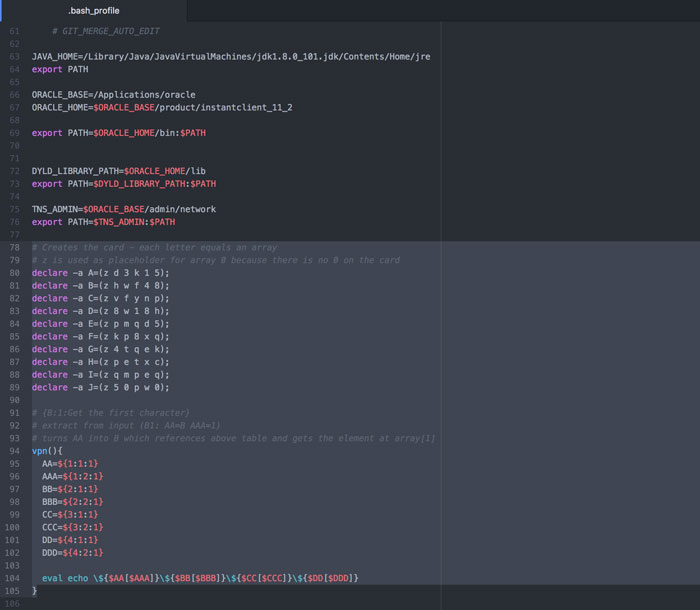 .bash_profile
61 # GIT_MERGE_AUTO_EDIT
62
63 JAVA_HOME=/Library/Java/JavaVirtualMachines/jdk1.8.0_101.jdk/Contents/Home/jre
64 export PATH
65
66 ORACLE_BASE=/Applications/oracle
67 ORACLE_HOME=$ORACLE_BASE/product/instantclient_11_2
68
69 export PATH=$ORACLE_HOME/bin:$PATH
70
71
72 DYLD_LIBRARY_PATH=$ORACLE_HOME/lib
73 export PATH=$DYLD_LIBRARY_PATH:$PATH
74
75 TNS_ADMIN=$ORACLE_BASE/admin/network
76 export PATH=$TNS_ADMIN:$PATH
77
78 # Creates the card - each letter equals an array
79 # z is used as placeholder for array 0 because there is no 0 on the card
80 declare -a A=(z d 3 k 1 5);
81 declare -a B=(z h w f 4 8);
82 declare -a C=(z v f y n p);
83 declare -a D=(z 8 w 1 8 h);
84 declare -a E=(z p m q d 5);
85 declare -a F=(z k p 8 x q);
86 declare -a G=(z 4 t q e k);
87 declare -a H=(z p e t x c);
88 declare -a I=(z q m p e q);
89 declare -a J=(z 5 0 p w 0);
90
91 # {B:1:Get the first character}
92 # extract from input (B1: AA=B AAA=1)
93 # turns AA into B which references above table and gets the element at array[1]
94 vpn(){
95 AA=${1:1:1}
96 AAA=${1:2:1}
97 BB=${2:1:1}
98 BBB=${2:2:1}
99 CC=${3:1:1}
100 CCC=${3:2:1}
101 DD=${4:1:1}
102 DDD=${4:2:1}
103
104 eval echo \${$AA[$AAA]}\${$BB[$BBB]}\${$CC[$CCC]}\${$DD[$DDD]}
105 }
106